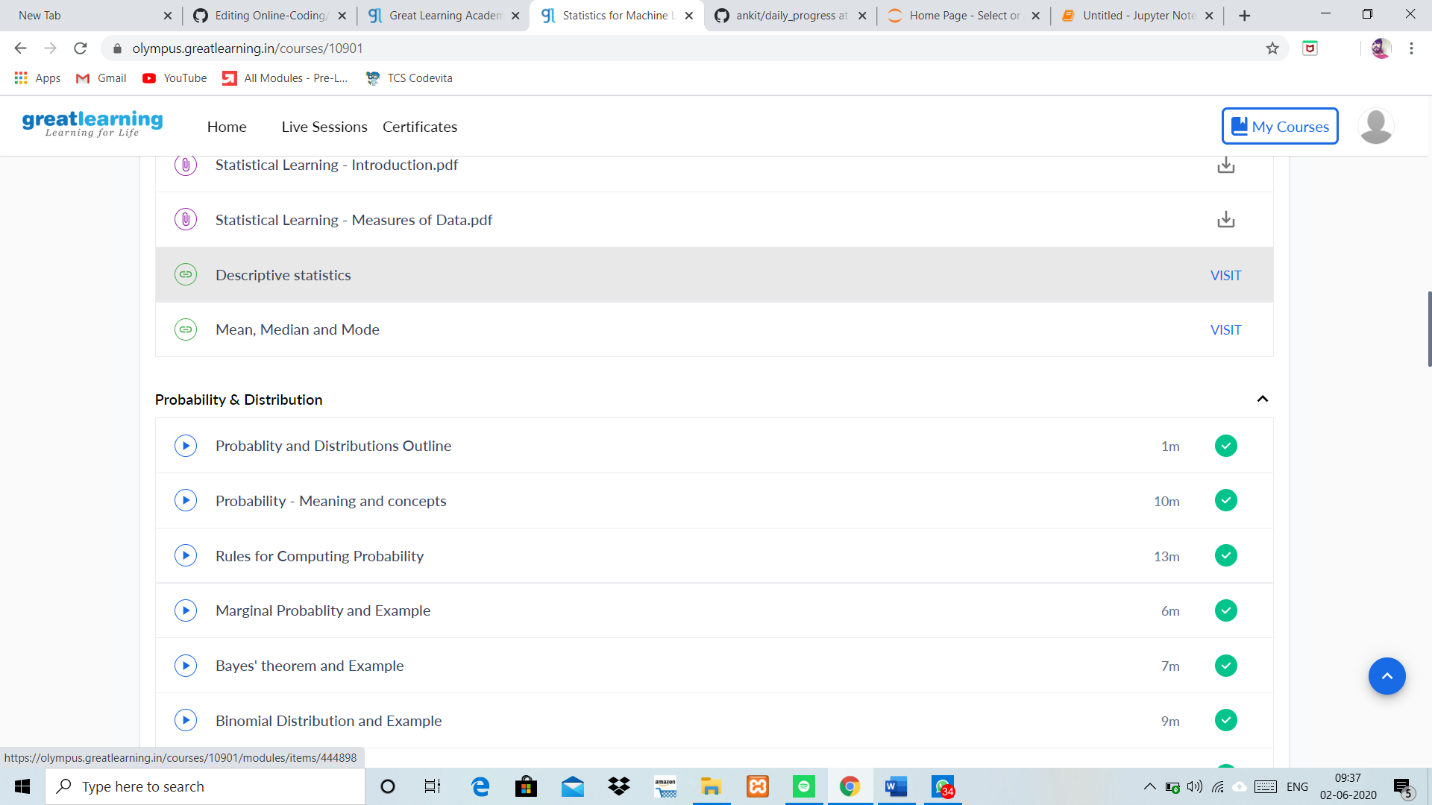 New Tab
Editing Online-Coding/
Great Learning Academ
Statistics for Machine L
ankit/daily_progress at
Home Page - Select or
Untitled - Jupyter Note
olympus.greatlearning.in/courses/10901
Apps
Gmail
YouTube
All Modules - Pre-L...
TCS Codevita
greatlearning
Learning for Life
Home
Live Sessions
Certificates
My Courses
Statistical Learning - Introduction.pdf
Statistical Learning - Measures of Data.pdf
Descriptive statistics VISIT
Mean, Median and Mode VISIT
Probability & Distribution
Probablity and Distributions Outline 1m
Probability - Meaning and concepts 10m
Rules for Computing Probability 13m
Marginal Probablity and Example 6m
Bayes' theorem and Example 7m
Binomial Distribution and Example 9m
https://olympus.greatlearning.in/courses/10901/modules/items/444898
Type here to search
amazon
34
ENG
09:37
02-06-2020
5